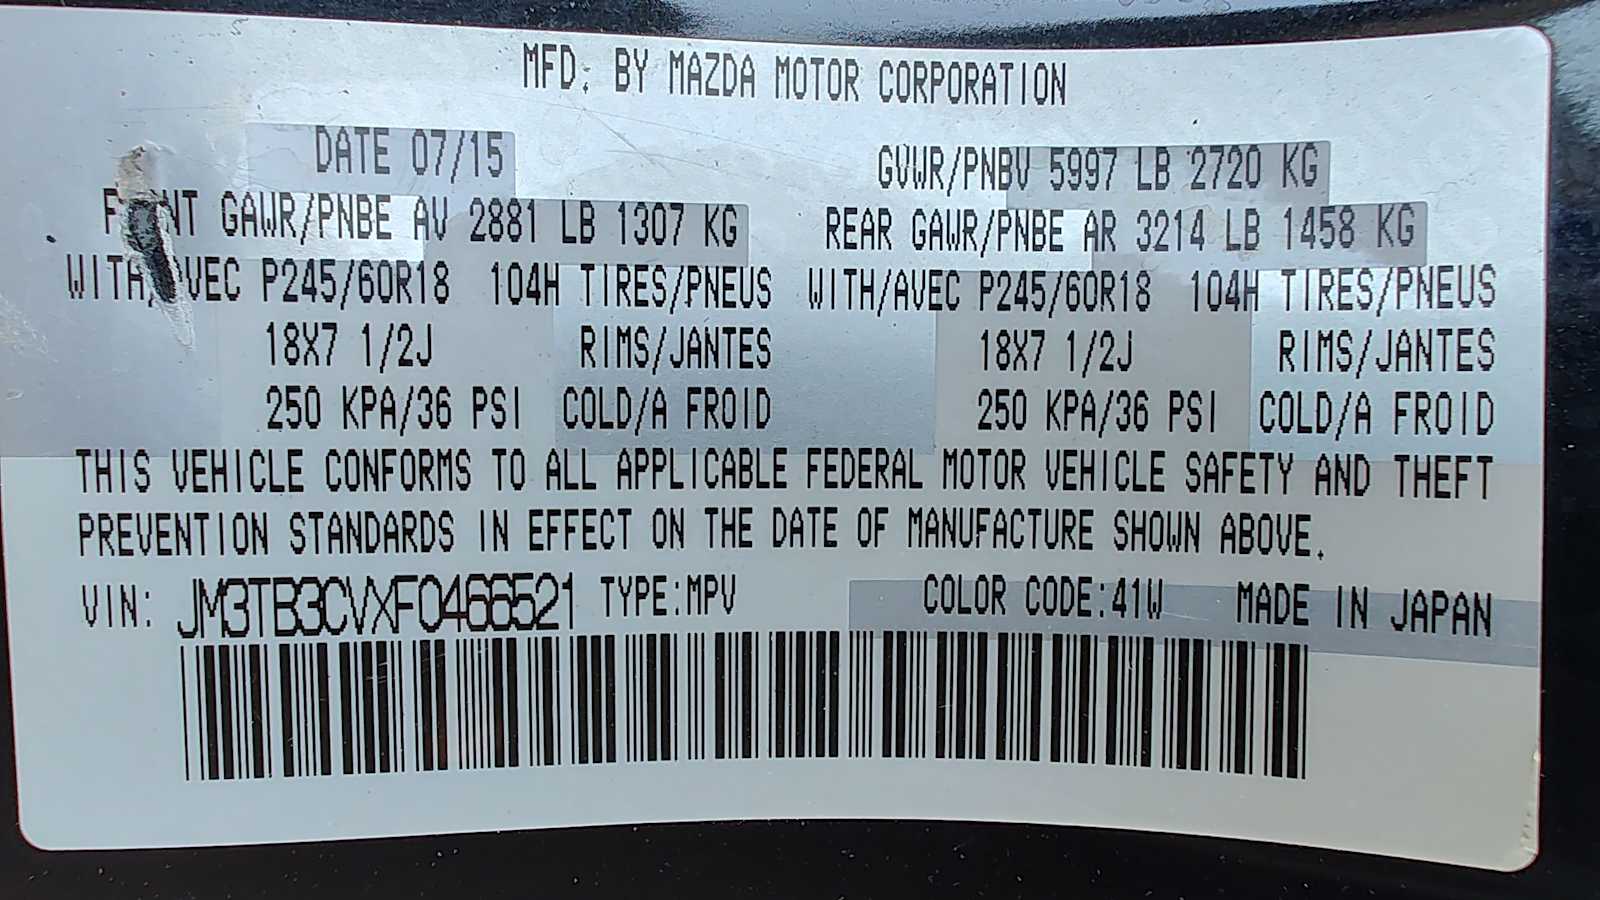 MFD. BY MAZDA MOTOR CORPORATION
DATE 07/15 GVWR/PNBV 5997 LB 2720 KG
GAWR/PNBE AV 2881 LB 1307 KG REAR GAWR/PNBE AR 3214 LB 1458 KG
WITH/AVEC P245/60R18 104H TIRES/PNEUS WITH/AVEC P245/60R18 104H TIRES/PNEUS
18X7 1/2J RIMS/JANTES 18X7 1/2J RIMS/JANTES
250 KPA/36 PSI COLD/A FROID 250 KPA/36 PSI COLD/A FROID
THIS VEHICLE CONFORMS TO ALL APPLICABLE FEDERAL MOTOR VEHICLE SAFETY AND THEFT
PREVENTION STANDARDS IN EFFECT ON THE DATE OF MANUFACTURE SHOWN ABOVE.
VIN: JM3TB3CVXF0466521 TYPE:MPV COLOR CODE:41W MADE IN JAPAN